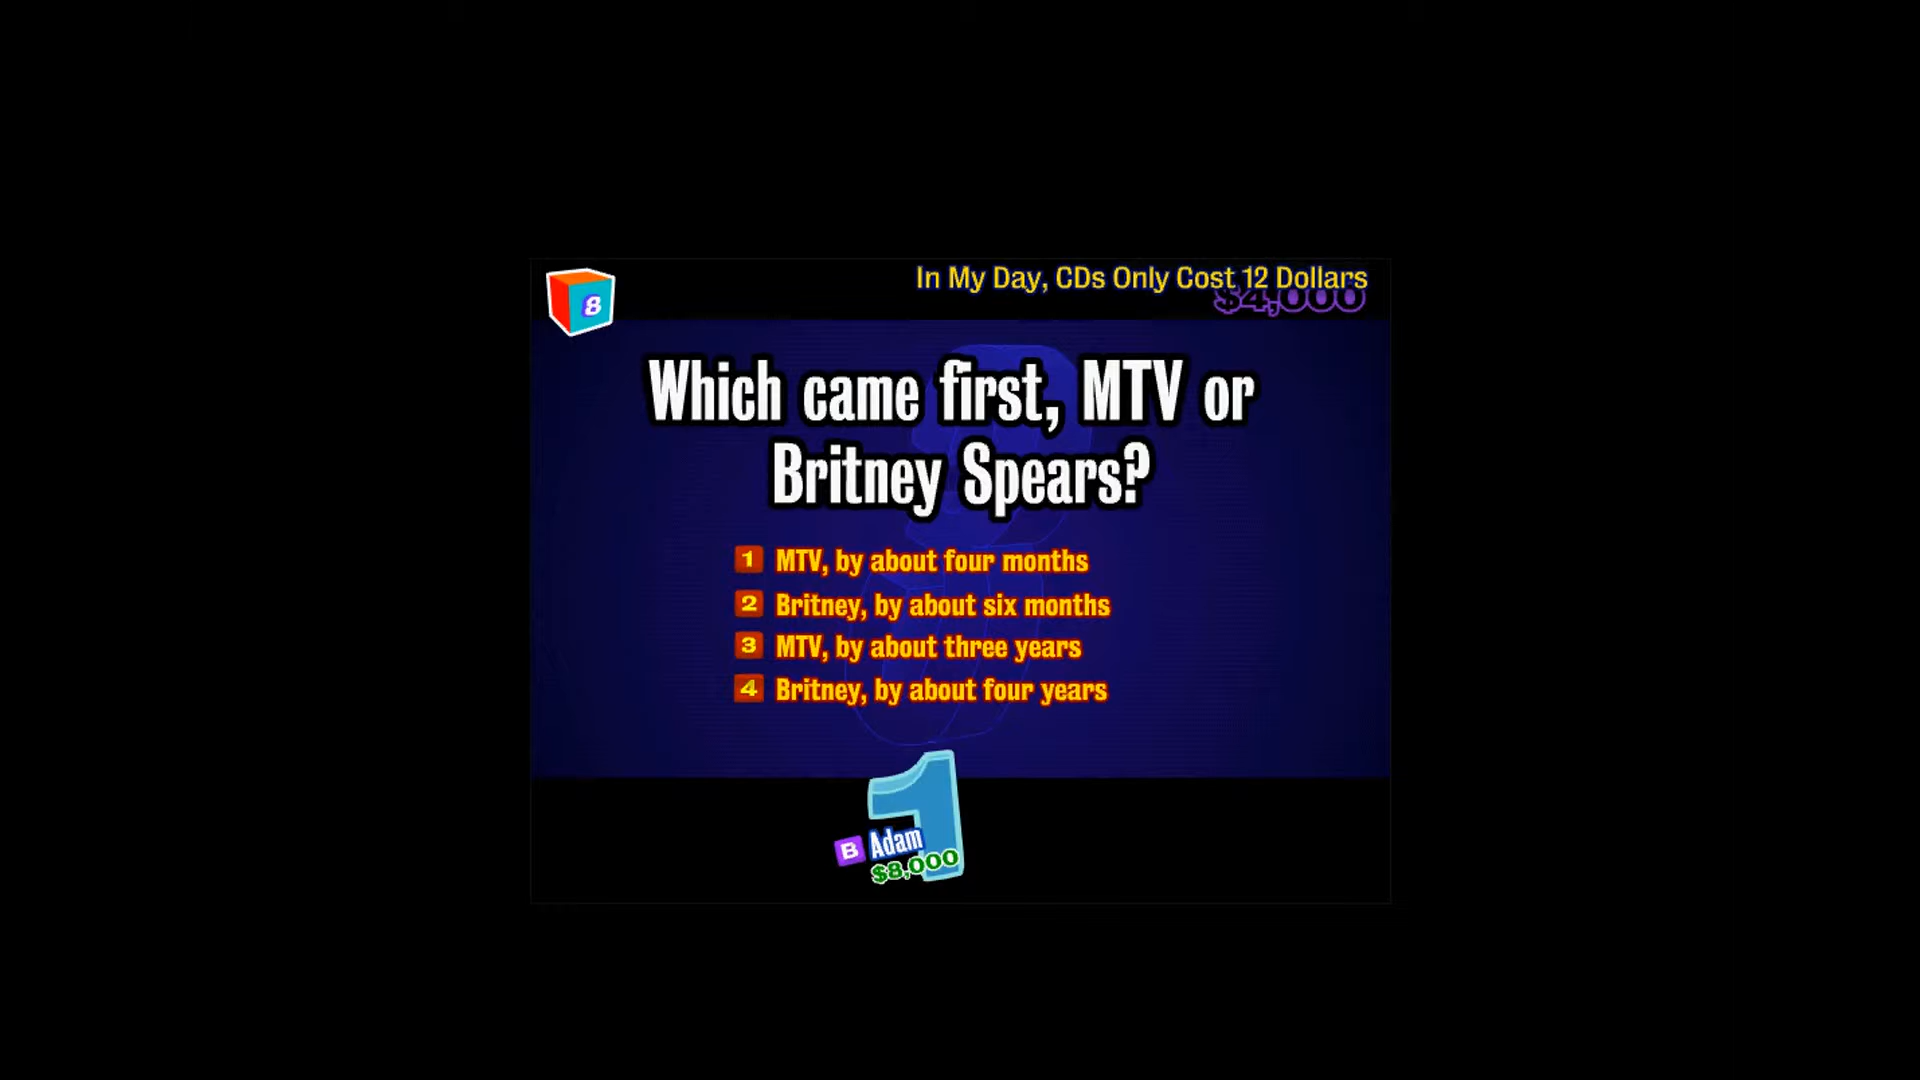 8
In My Day, CDs Only Cost 12 Dollars
$4,000
Which came first, MTV or
Britney Spears?
1 MTV, by about four months
2 Britney, by about six months
3 MTV, by about three years
4 Britney, by about four years
1
B Adam
$8,000